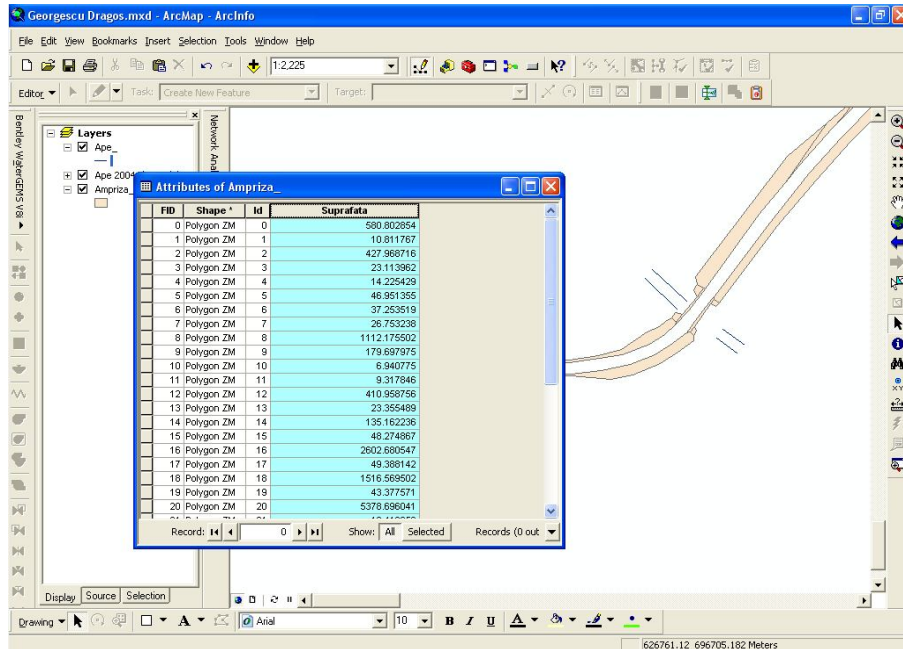 Georgescu Dragos.mxd - ArcMap - ArcInfo
File Edit View Bookmarks Insert Selection Tools Window Help
1:2,225
Editor Task: Create New Feature Target:
Bentley WaterGEMS V8i
Layers
Ape_
Ape 2004
Ampriza_
Network Anal
Attributes of Ampriza_
FID Shape * Id Suprafata
0 Polygon ZM 0 580.802854
1 Polygon ZM 1 10.811767
2 Polygon ZM 2 427.968716
3 Polygon ZM 3 23.113962
4 Polygon ZM 4 14.225429
5 Polygon ZM 5 46.951355
6 Polygon ZM 6 37.253519
7 Polygon ZM 7 26.753238
8 Polygon ZM 8 1112.175502
9 Polygon ZM 9 179.697975
10 Polygon ZM 10 6.940775
11 Polygon ZM 11 9.317846
12 Polygon ZM 12 410.958756
13 Polygon ZM 13 23.355489
14 Polygon ZM 14 135.162236
15 Polygon ZM 15 48.274867
16 Polygon ZM 16 2602.680547
17 Polygon ZM 17 49.388142
18 Polygon ZM 18 1516.569502
19 Polygon ZM 19 43.377571
20 Polygon ZM 20 5378.696041
Record: 0 Show: All Selected Records (0 out
Display Source Selection
Drawing A Arial 10 B I U A
626761.12 696705.182 Meters